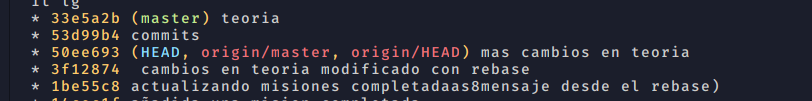 * 33e5a2b (master) teoria
* 53d99b4 commits
* 50ee693 (HEAD, origin/master, origin/HEAD) mas cambios en teoria
* 3f12874  cambios en teoria modificado con rebase
* 1be55c8 actualizando misiones completadaas8mensaje desde el rebase)